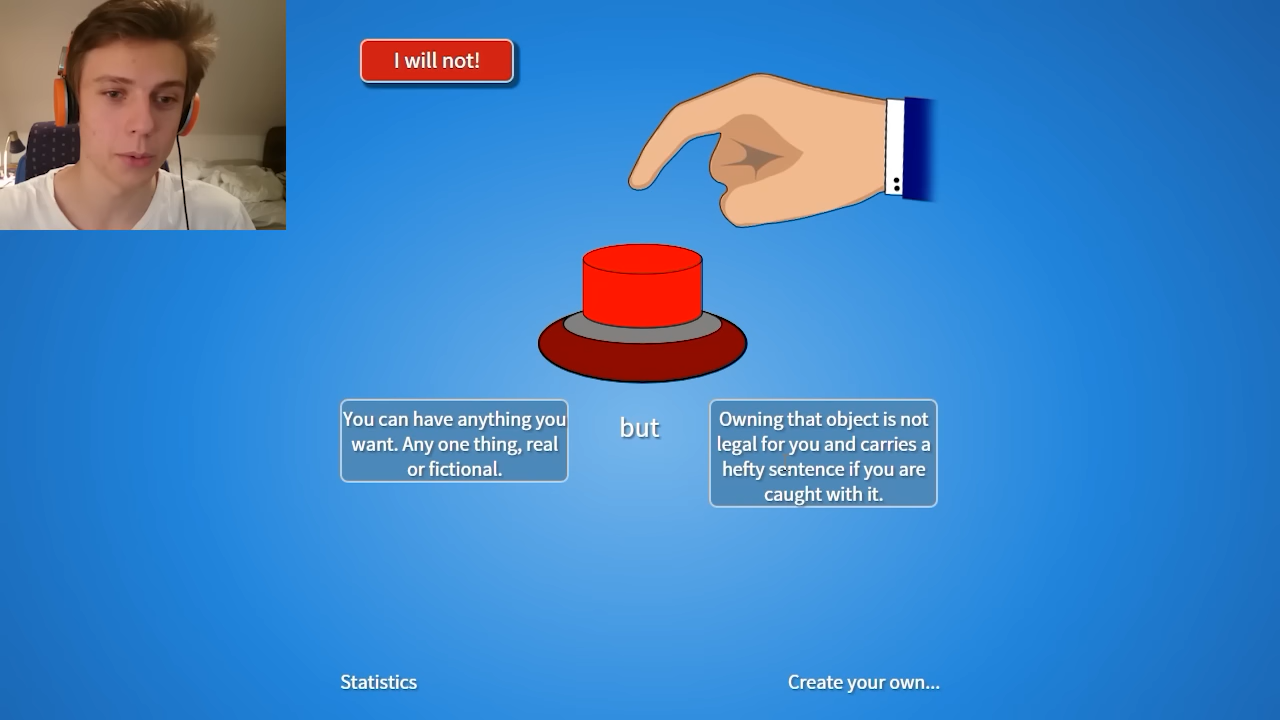 I will not!
You can have anything you
want. Any one thing, real
or fictional.
but
Owning that object is not
legal for you and carries a
hefty sentence if you are
caught with it.
Statistics
Create your own...